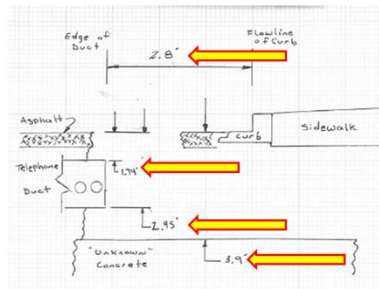 Edge of
Duct
2.8'
Flowline
of Curb
Asphalt
curb
Sidewalk
Telephone
Duct
1.74'
2.95'
"Unknown"
Concrete
3.9'